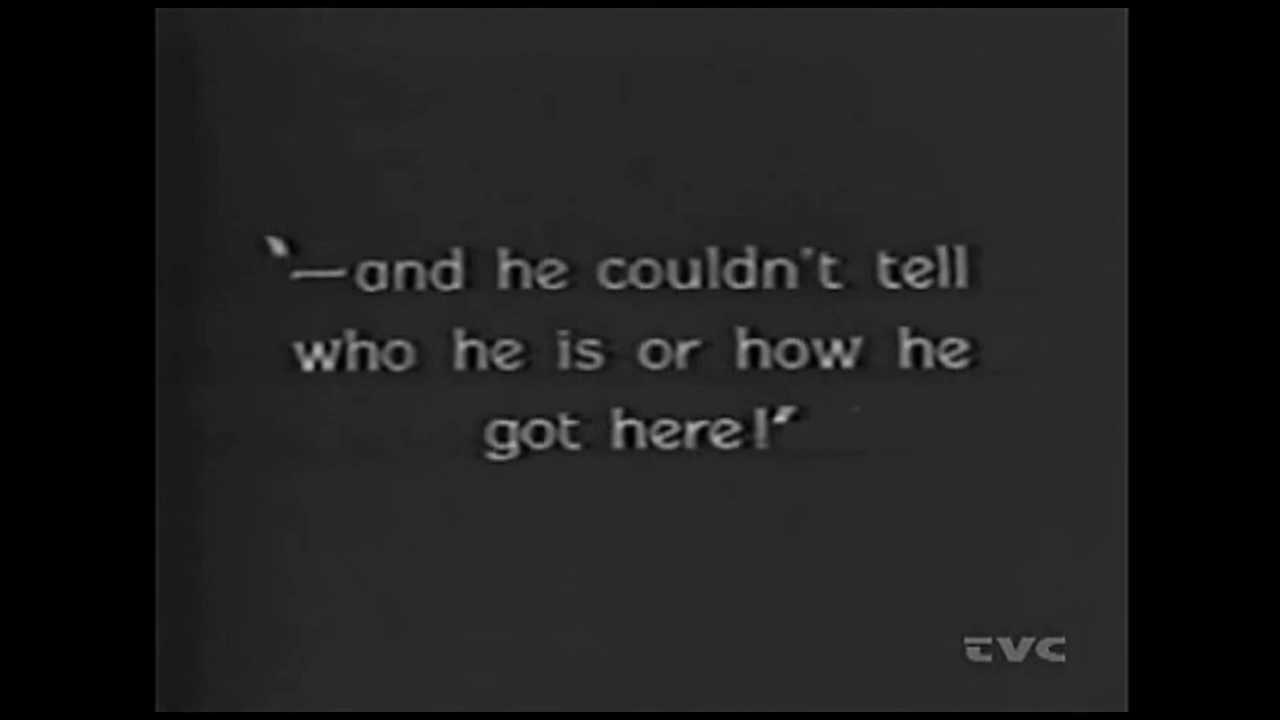 "—and he couldn't tell
who he is or how he
got here!"
TVC